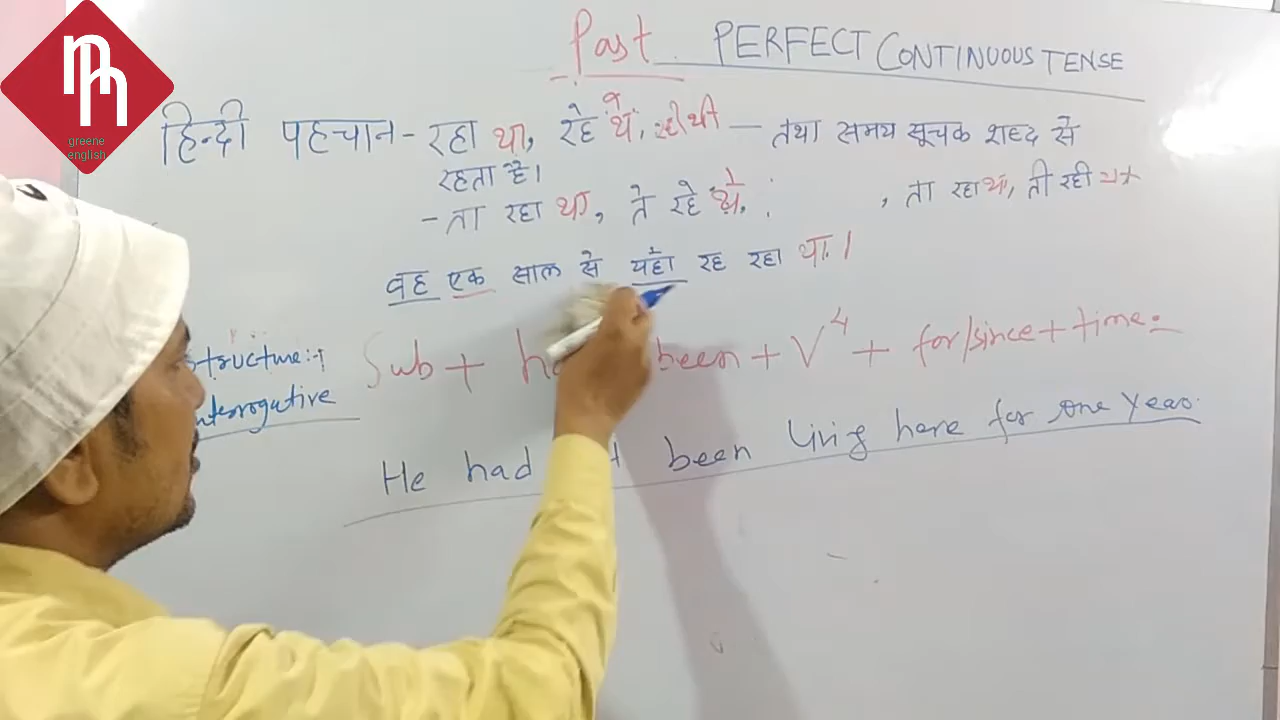 greene
english
Past PERFECT CONTINUOUS TENSE
हिन्दी पहचान - रहा था, रहे थे, रही थी — तथा समय सूचक शब्द से
रहता है।
- ता रहा था, ते रहे थे, , ता रहा था, ती रही
वह एक साल से यहाँ रह रहा था।
structure:- Sub + been + V4 + for/since + time.
Interrogative
He had been living here for one year.